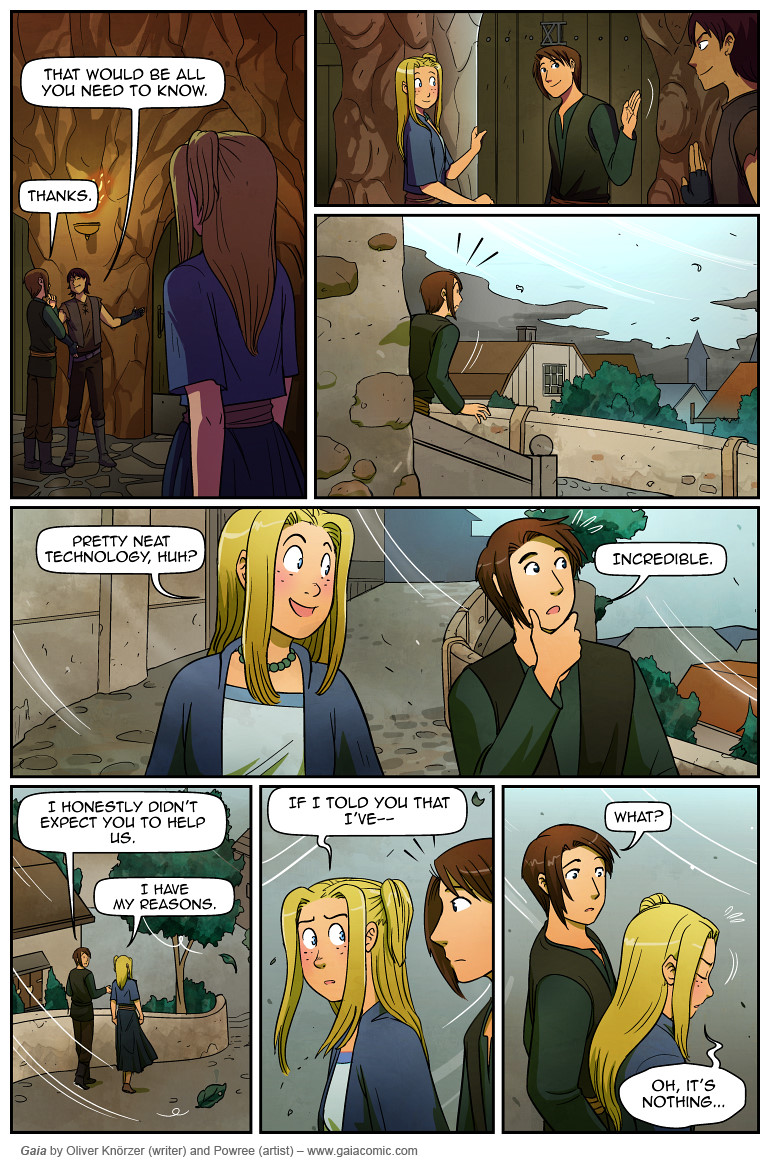 THAT WOULD BE ALL
YOU NEED TO KNOW.
THANKS.
XII
PRETTY NEAT
TECHNOLOGY, HUH?
INCREDIBLE.
I HONESTLY DIDN'T
EXPECT YOU TO HELP
US.
I HAVE
MY REASONS.
IF I TOLD YOU THAT
I'VE--
WHAT?
OH, IT'S
NOTHING...
Gaia by Oliver Knörzer (writer) and Powree (artist) – www.gaiacomic.com